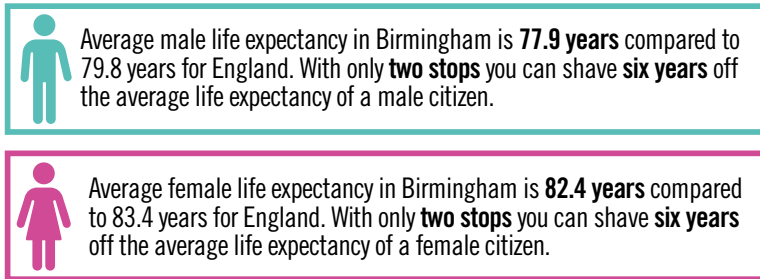 Average male life expectancy in Birmingham is 77.9 years compared to
79.8 years for England. With only two stops you can shave six years off
the average life expectancy of a male citizen.
Average female life expectancy in Birmingham is 82.4 years compared
to 83.4 years for England. With only two stops you can shave six years
off the average life expectancy of a female citizen.